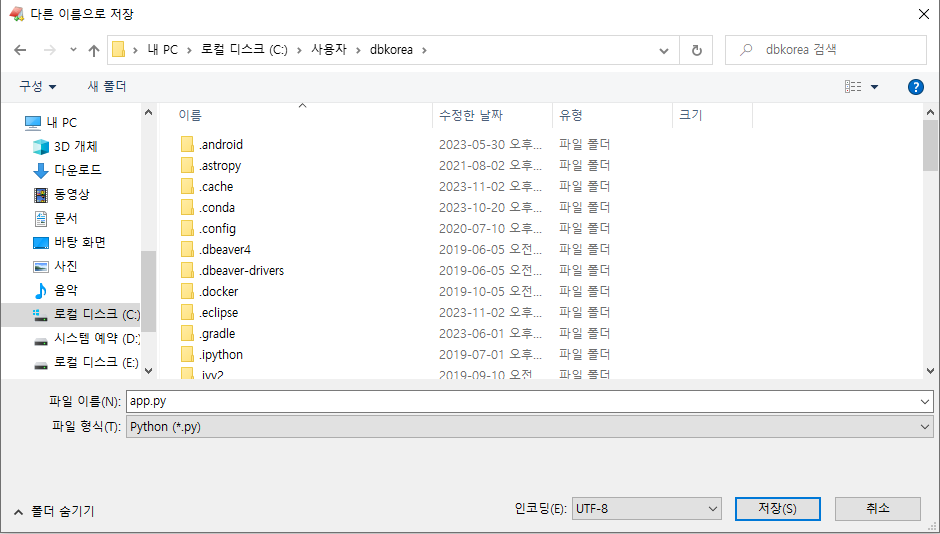 다른 이름으로 저장
내 PC > 로컬 디스크 (C:) > 사용자 > dbkorea >
dbkorea 검색
구성 새 폴더
내 PC
3D 개체
다운로드
동영상
문서
바탕 화면
사진
음악
로컬 디스크 (C:)
시스템 예약 (D:)
로컬 디스크 (E:)
이름 수정한 날짜 유형 크기
.android 2023-05-30 오후... 파일 폴더
.astropy 2021-08-02 오후... 파일 폴더
.cache 2023-11-02 오후... 파일 폴더
.conda 2023-10-20 오후... 파일 폴더
.config 2020-07-10 오후... 파일 폴더
.dbeaver4 2019-06-05 오전... 파일 폴더
.dbeaver-drivers 2019-06-05 오전... 파일 폴더
.docker 2019-10-05 오전... 파일 폴더
.eclipse 2023-11-02 오후... 파일 폴더
.gradle 2023-06-01 오후... 파일 폴더
.ipython 2019-07-01 오후... 파일 폴더
.ivy2 2019-09-10 오전 파일 폴더
파일 이름(N): app.py
파일 형식(T): Python (*.py)
폴더 숨기기
인코딩(E): UTF-8
저장(S)
취소